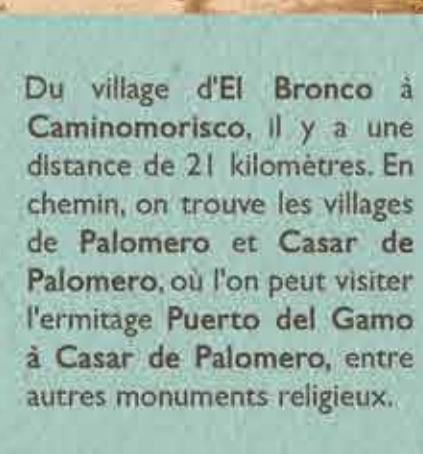 Du village d'El Bronco à
Caminomorisco, il y a une
distance de 21 kilomètres. En
chemin, on trouve les villages
de Palomero et Casar de
Palomero, où l'on peut visiter
l'ermitage Puerto del Gamo
à Casar de Palomero, entre
autres monuments religieux.